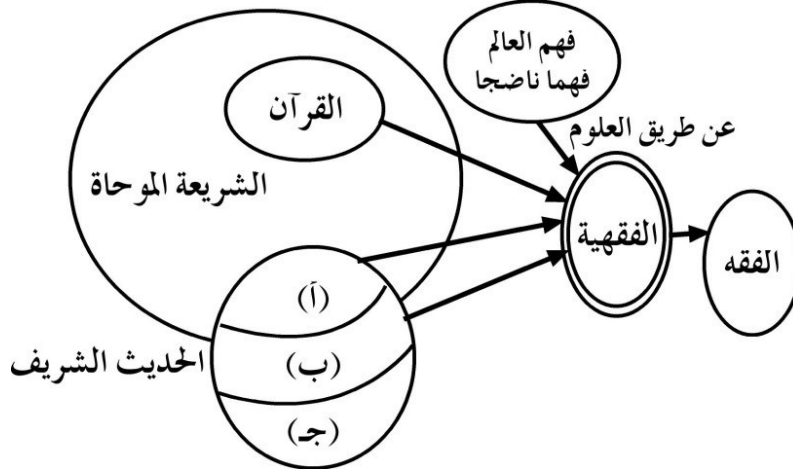 فهم العالم
فهما ناضجا
القرآن
عن طريق العلوم
الشريعة الموحاة
الفقهية
الفقه
(أ)
الحديث الشريف
(ب)
(جـ)